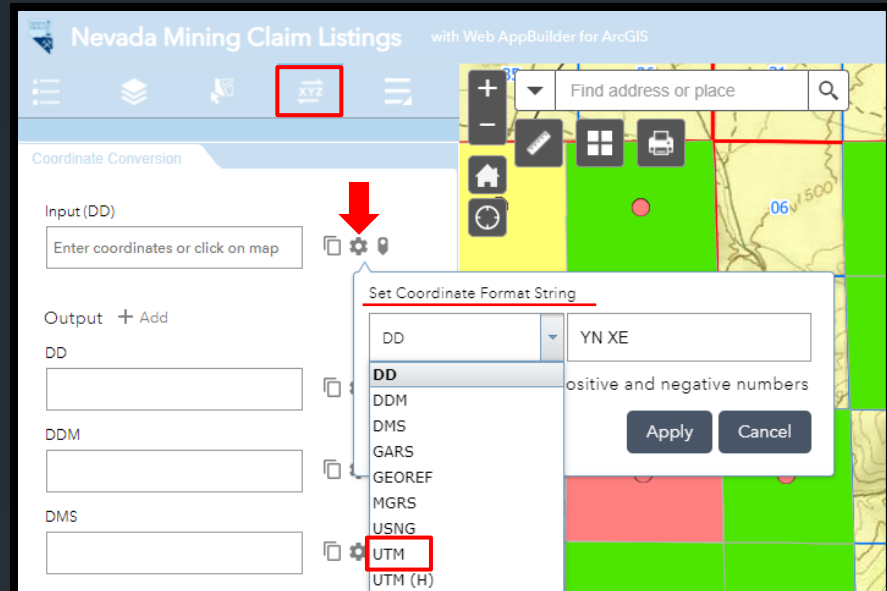 Nevada Mining Claim Listings with Web AppBuilder for ArcGIS
XYZ
+
Find address or place
−
Coordinate Conversion
Input (DD)
Enter coordinates or click on map
Output + Add
DD
DDM
DMS
Set Coordinate Format String
DD YN XE
DD
DDM
DMS
GARS
GEOREF
MGRS
USNG
UTM
UTM (H)
ositive and negative numbers
Apply Cancel
06
1500